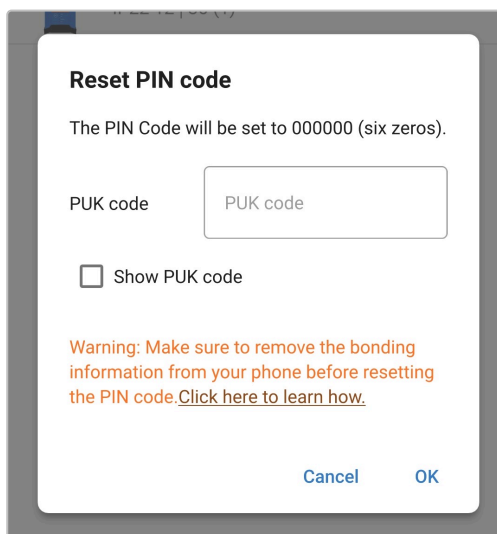 Reset PIN code
The PIN Code will be set to 000000 (six zeros).
PUK code
PUK code
Show PUK code
Warning: Make sure to remove the bonding
information from your phone before resetting
the PIN code.Click here to learn how.
Cancel OK